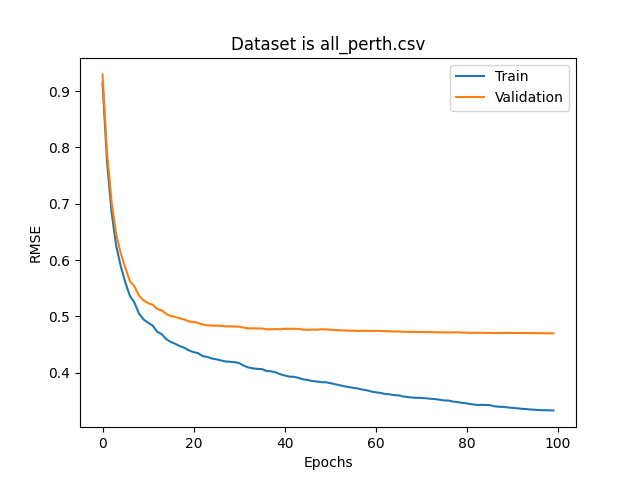 Dataset is all_perth.csv
Train
Validation
0.9
0.8
0.7
0.6
0.5
0.4
RMSE
0 20 40 60 80 100
Epochs